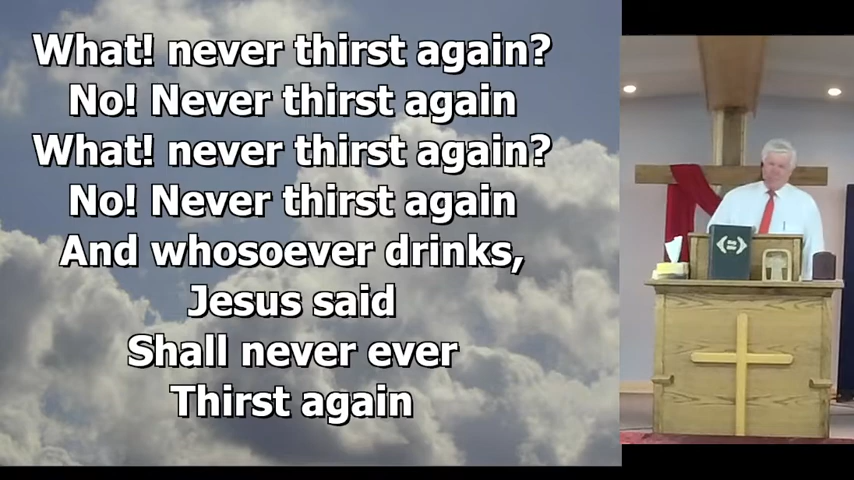 What! never thirst again?
No! Never thirst again
What! never thirst again?
No! Never thirst again
And whosoever drinks,
Jesus said
Shall never ever
Thirst again